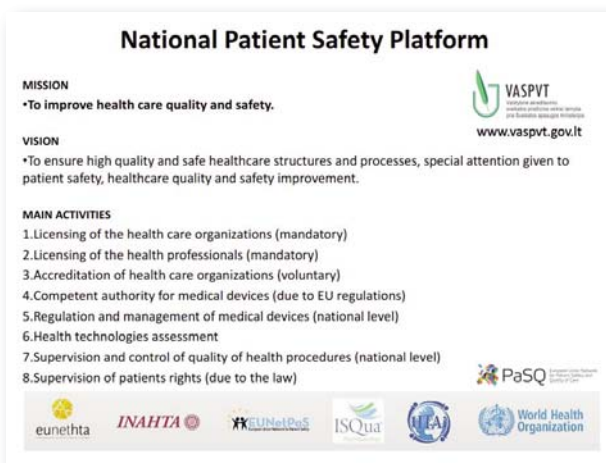 National Patient Safety Platform
MISSION
•To improve health care quality and safety.
VASPVT
www.vaspvt.gov.lt
VISION
•To ensure high quality and safe healthcare structures and processes, special attention given to
patient safety, healthcare quality and safety improvement.
MAIN ACTIVITIES
1.Licensing of the health care organizations (mandatory)
2.Licensing of the health professionals (mandatory)
3.Accreditation of health care organizations (voluntary)
4.Competent authority for medical devices (due to EU regulations)
5.Regulation and management of medical devices (national level)
6.Health technologies assessment
7.Supervision and control of quality of health procedures (national level)
8.Supervision of patients rights (due to the law)
PaSQ
eunethta
INAHTA
EUNetPaS
ISQua
HTAi
World Health
Organization